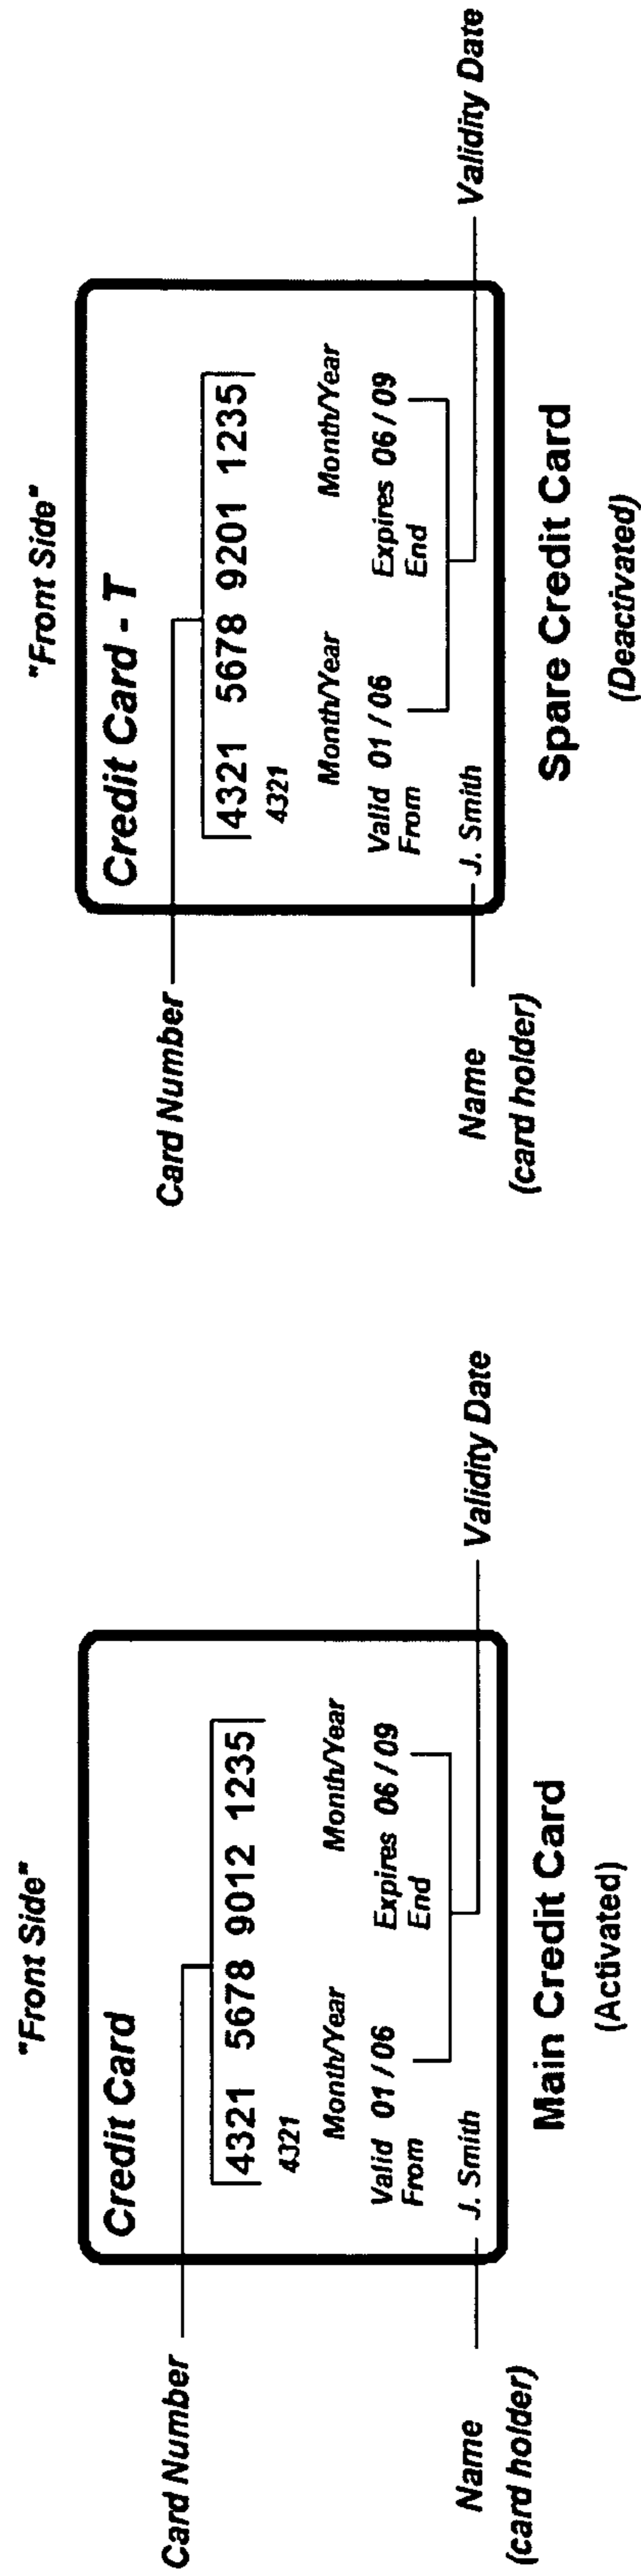 "Front Side"
Credit Card
Card Number
4321 5678 9012 1235
4321
Month/Year Month/Year
Valid 01 / 06 Expires 06 / 09
From End
Name J. Smith Validity Date
(card holder)
Main Credit Card
(Activated)
"Front Side"
Credit Card - T
Card Number
4321 5678 9201 1235
4321
Month/Year Month/Year
Valid 01 / 06 Expires 06 / 09
From End
Name J. Smith Validity Date
(card holder)
Spare Credit Card
(Deactivated)